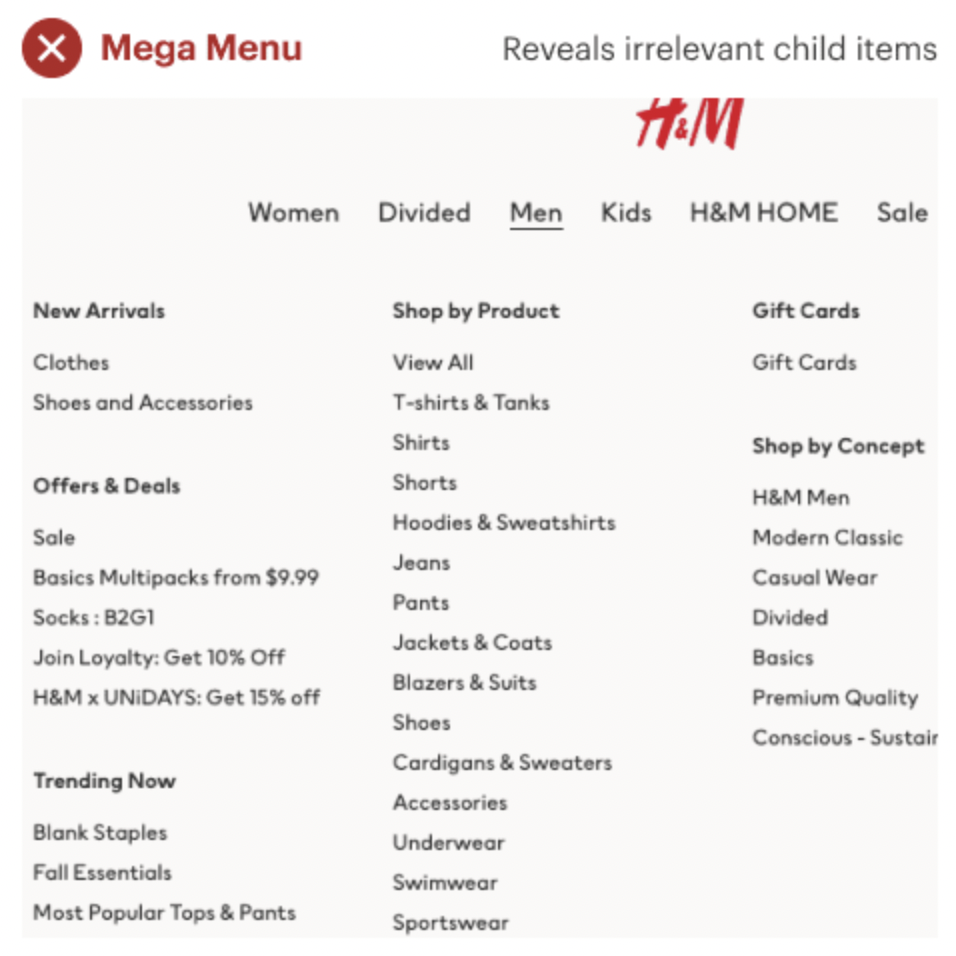 Mega Menu
Reveals irrelevant child items
H&M
Women Divided Men Kids H&M HOME Sale
New Arrivals
Clothes
Shoes and Accessories
Offers & Deals
Sale
Basics Multipacks from $9.99
Socks : B2G1
Join Loyalty: Get 10% Off
H&M x UNiDAYS: Get 15% off
Trending Now
Blank Staples
Fall Essentials
Most Popular Tops & Pants
Shop by Product
View All
T-shirts & Tanks
Shirts
Shorts
Hoodies & Sweatshirts
Jeans
Pants
Jackets & Coats
Blazers & Suits
Shoes
Cardigans & Sweaters
Accessories
Underwear
Swimwear
Sportswear
Gift Cards
Gift Cards
Shop by Concept
H&M Men
Modern Classic
Casual Wear
Divided
Basics
Premium Quality
Conscious - Sustair